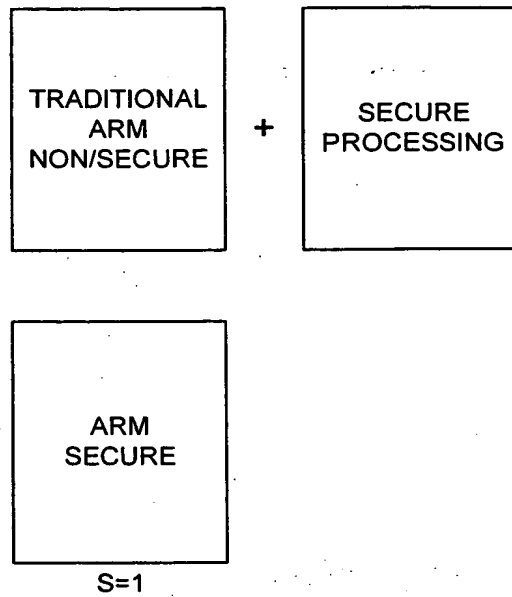 TRADITIONAL
ARM
NON/SECURE
+
SECURE
PROCESSING
ARM
SECURE
S=1